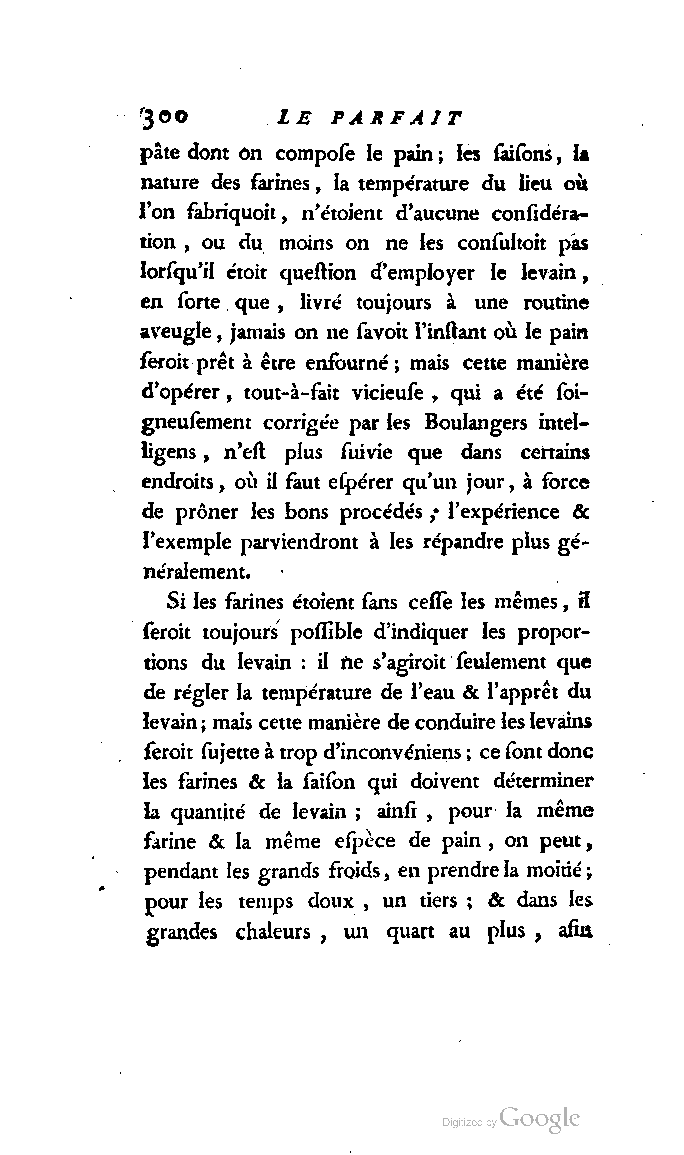 300 LE PARFAIT
pâte dont on compoſe le pain ; les ſaiſons, la
nature des farines, la température du lieu où
l'on fabriquoit, n'étoient d'aucune conſidéra-
tion , ou du moins on ne les conſultoit pas
lorſqu'il étoit queſtion d'employer le levain ,
en ſorte que , livré toujours à une routine
aveugle, jamais on ne ſavoit l'inſtant où le pain
ſeroit prêt à être enfourné ; mais cette manière
d'opérer , tout-à-fait vicieuſe , qui a été ſoi-
gneuſement corrigée par les Boulangers intel-
ligens , n'eſt plus ſuivie que dans certains
endroits, où il faut eſpérer qu'un jour, à force
de prôner les bons procédés ; l'expérience &
l'exemple parviendront à les répandre plus gé-
néralement.
Si les farines étoient ſans ceſſe les mêmes , il
ſeroit toujours poſſible d'indiquer les propor-
tions du levain : il ne s'agiroit ſeulement que
de régler la température de l'eau & l'apprêt du
levain ; mais cette manière de conduire les levains
ſeroit ſujette à trop d'inconvéniens ; ce ſont donc
les farines & la ſaiſon qui doivent déterminer
la quantité de levain ; ainſi , pour la même
farine & la même eſpèce de pain , on peut,
pendant les grands froids, en prendre la moitié ;
pour les temps doux , un tiers ; & dans les
grandes chaleurs , un quart au plus , afin
Digitized by Google